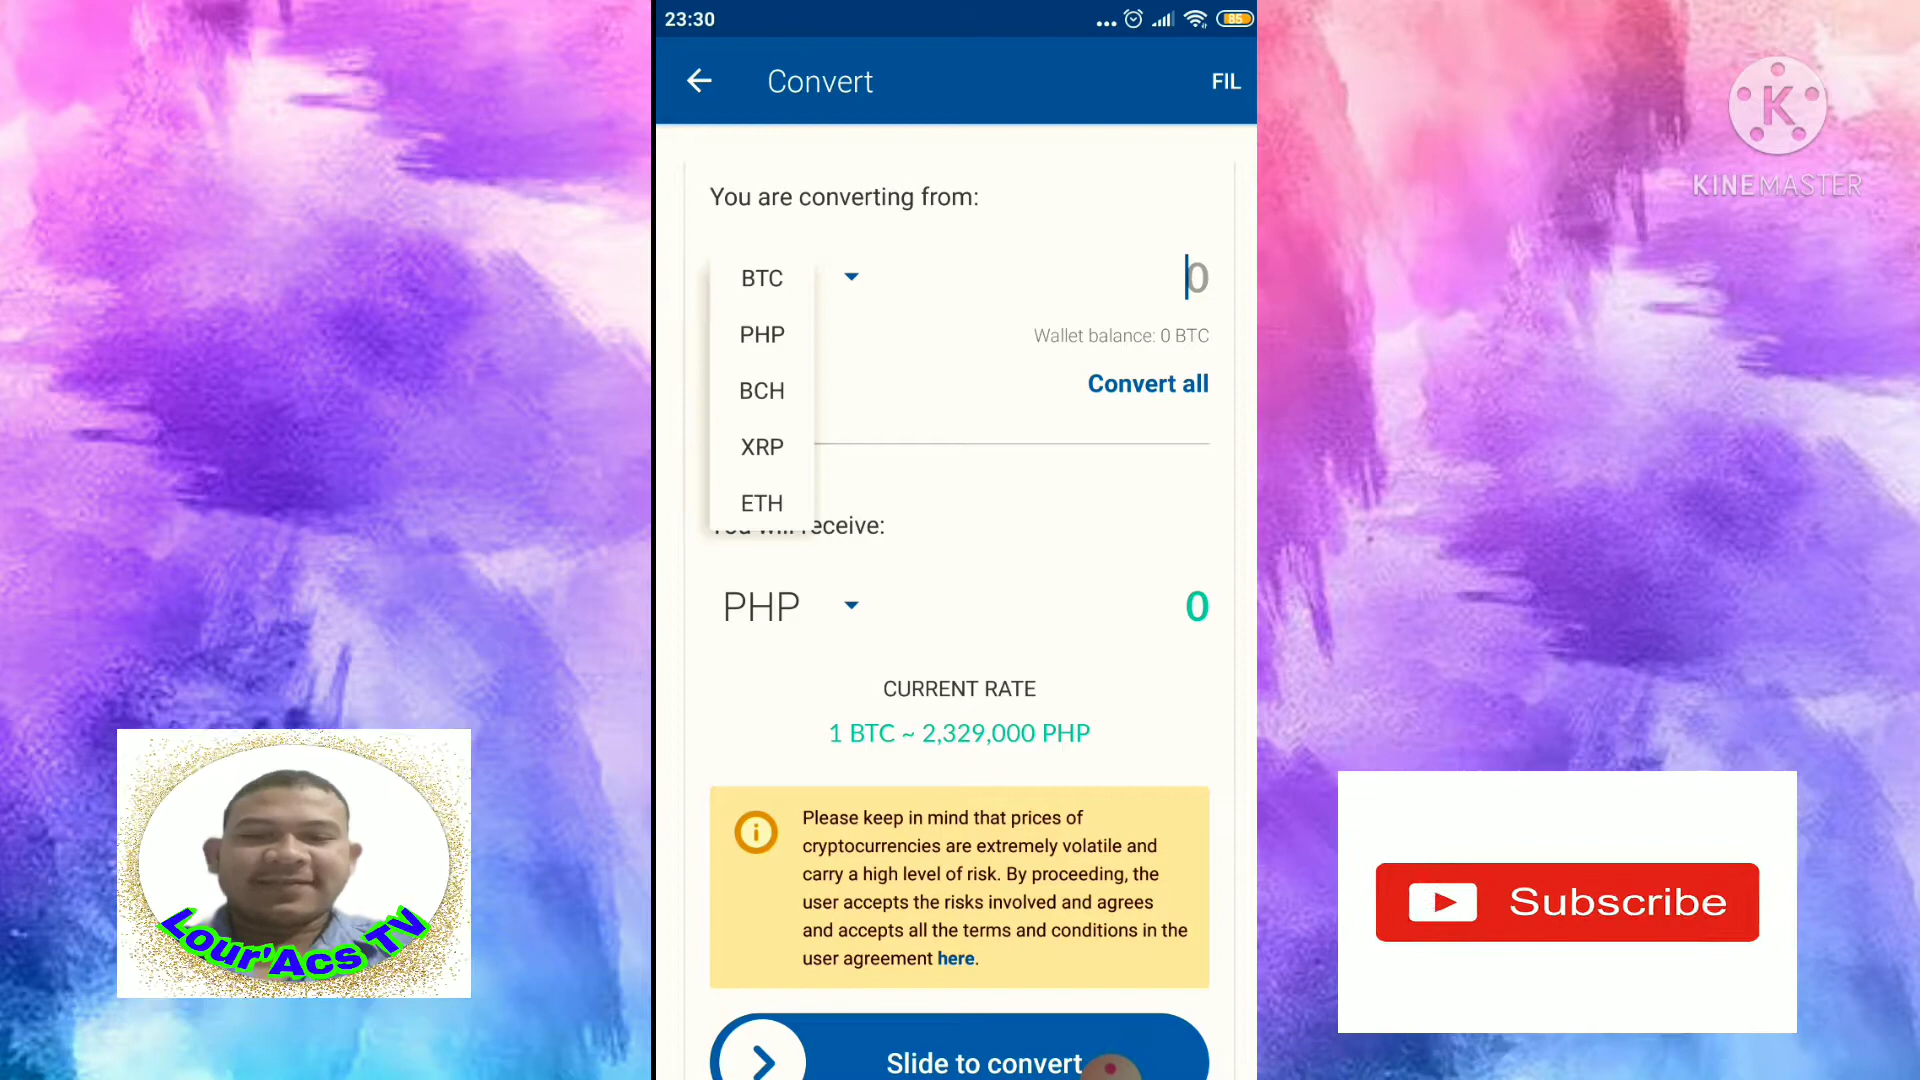 23:30
85
Convert
FIL
KINEMASTER
You are converting from:
BTC
0
PHP
Wallet balance: 0 BTC
BCH
Convert all
XRP
ETH
You will receive:
PHP
0
CURRENT RATE
1 BTC ~ 2,329,000 PHP
Please keep in mind that prices of
cryptocurrencies are extremely volatile and
carry a high level of risk. By proceeding, the
user accepts the risks involved and agrees
and accepts all the terms and conditions in the
user agreement here.
Slide to convert
Lour'Acs TV
Subscribe